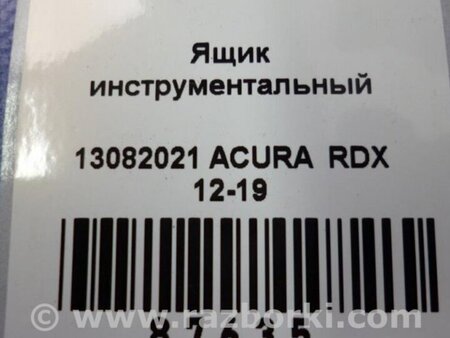 Ящик
инструментальный
13082021 ACURA RDX
12-19
www.razborki.com